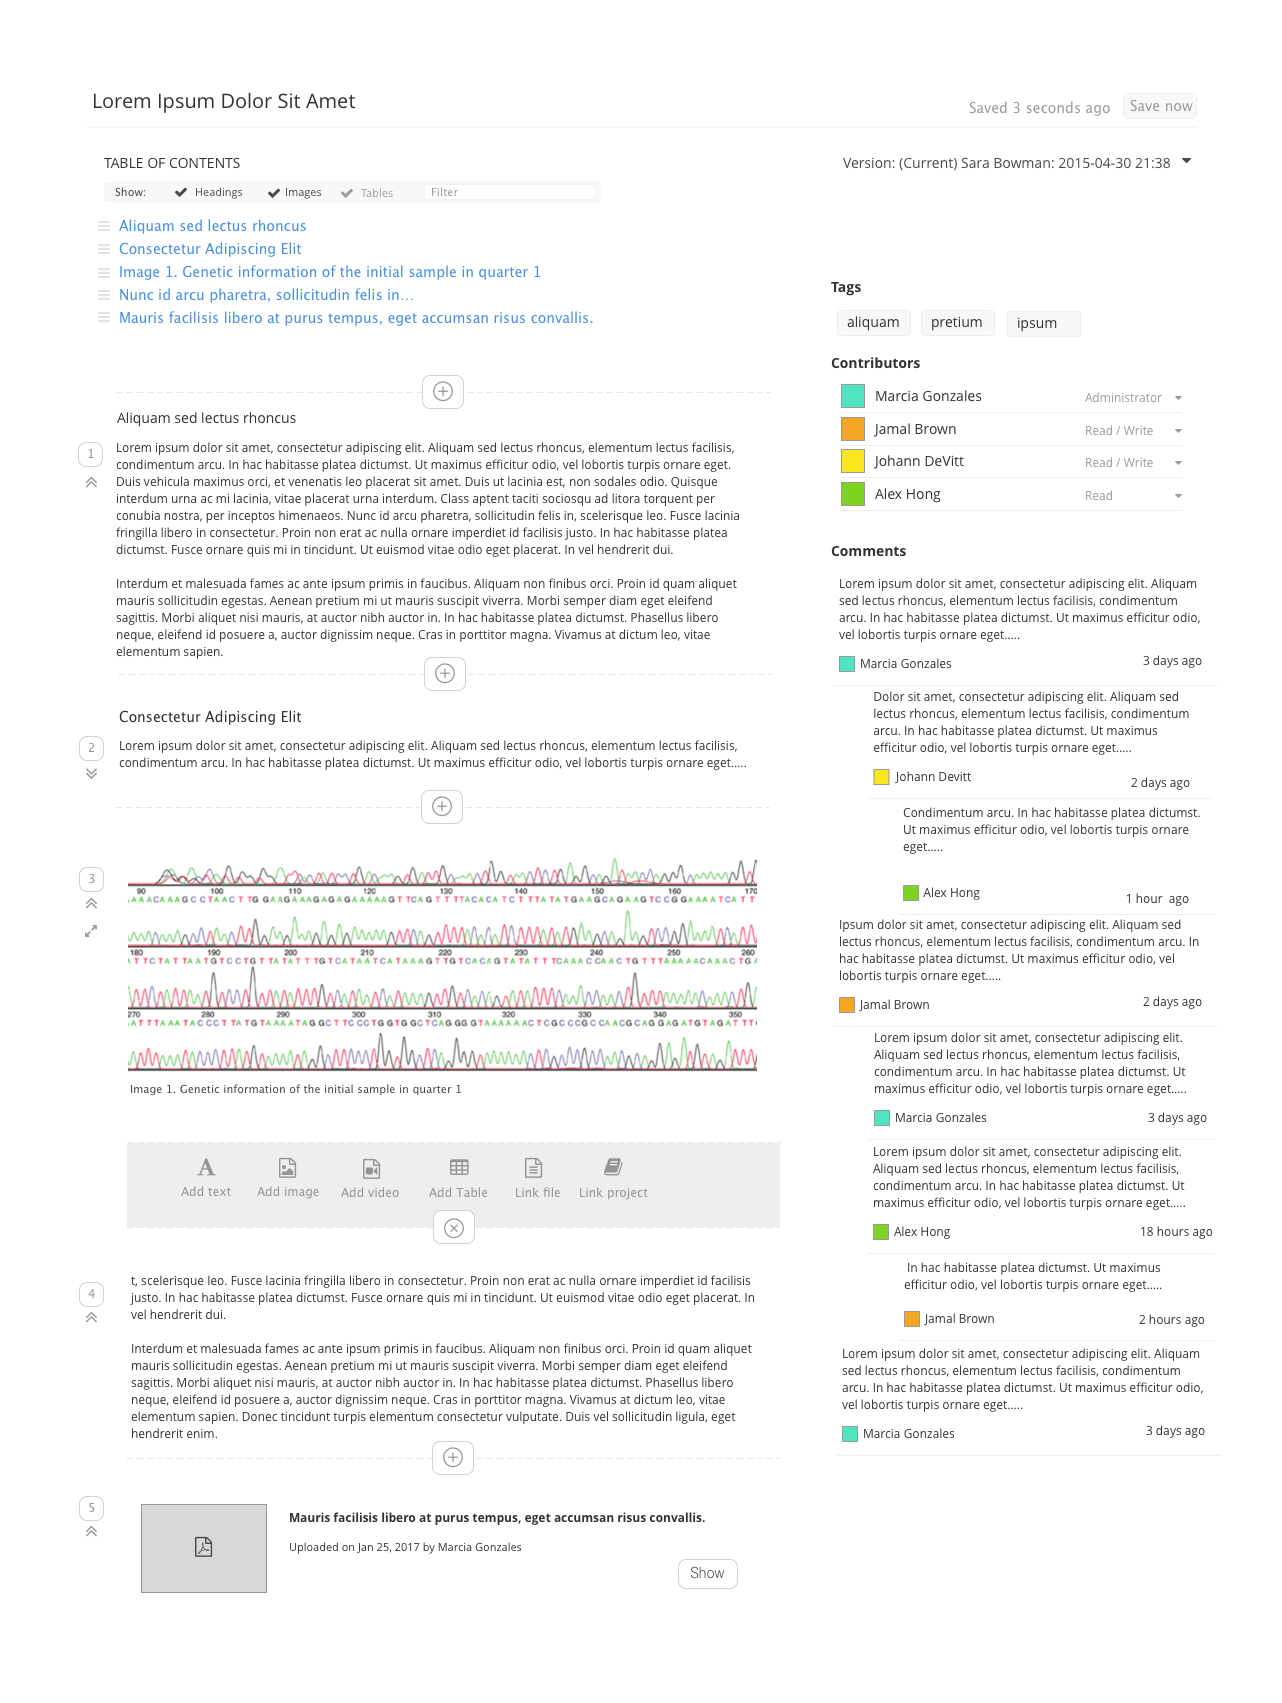 Lorem Ipsum Dolor Sit Amet
Saved 3 seconds ago
Save now
TABLE OF CONTENTS
Version: (Current) Sara Bowman: 2015-04-30 21:38
Show: Headings Images Tables Filter
Aliquam sed lectus rhoncus
Consectetur Adipiscing Elit
Image 1. Genetic information of the initial sample in quarter 1
Nunc id arcu pharetra, sollicitudin felis in...
Mauris facilisis libero at purus tempus, eget accumsan risus convallis.
Aliquam sed lectus rhoncus
1
Lorem ipsum dolor sit amet, consectetur adipiscing elit. Aliquam sed lectus rhoncus, elementum lectus facilisis,
condimentum arcu. In hac habitasse platea dictumst. Ut maximus efficitur odio, vel lobortis turpis ornare eget.
Duis vehicula maximus orci, et venenatis leo placerat sit amet. Duis ut lacinia est, non sodales odio. Quisque
interdum urna ac mi lacinia, vitae placerat urna interdum. Class aptent taciti sociosqu ad litora torquent per
conubia nostra, per inceptos himenaeos. Nunc id arcu pharetra, sollicitudin felis in, scelerisque leo. Fusce lacinia
fringilla libero in consectetur. Proin non erat ac nulla ornare imperdiet id facilisis justo. In hac habitasse platea
dictumst. Fusce ornare quis mi in tincidunt. Ut euismod vitae odio eget placerat. In vel hendrerit dui.
Interdum et malesuada fames ac ante ipsum primis in faucibus. Aliquam non finibus orci. Proin id quam aliquet
mauris sollicitudin egestas. Aenean pretium mi ut mauris suscipit viverra. Morbi semper diam eget eleifend
sagittis. Morbi aliquet nisi mauris, at auctor nibh auctor in. In hac habitasse platea dictumst. Phasellus libero
neque, eleifend id posuere a, auctor dignissim neque. Cras in porttitor magna. Vivamus at dictum leo, vitae
elementum sapien.
Consectetur Adipiscing Elit
2
Lorem ipsum dolor sit amet, consectetur adipiscing elit. Aliquam sed lectus rhoncus, elementum lectus facilisis,
condimentum arcu. In hac habitasse platea dictumst. Ut maximus efficitur odio, vel lobortis turpis ornare eget.....
3
90 100 110 120 130 140 150 160 170
180 190 200 210 220 230 240 250 260
270 280 290 300 310 320 330 340 350
Image 1. Genetic information of the initial sample in quarter 1
Add text
Add image
Add video
Add Table
Link file
Link project
4
t, scelerisque leo. Fusce lacinia fringilla libero in consectetur. Proin non erat ac nulla ornare imperdiet id facilisis
justo. In hac habitasse platea dictumst. Fusce ornare quis mi in tincidunt. Ut euismod vitae odio eget placerat. In
vel hendrerit dui.
Interdum et malesuada fames ac ante ipsum primis in faucibus. Aliquam non finibus orci. Proin id quam aliquet
mauris sollicitudin egestas. Aenean pretium mi ut mauris suscipit viverra. Morbi semper diam eget eleifend
sagittis. Morbi aliquet nisi mauris, at auctor nibh auctor in. In hac habitasse platea dictumst. Phasellus libero
neque, eleifend id posuere a, auctor dignissim neque. Cras in porttitor magna. Vivamus at dictum leo, vitae
elementum sapien. Donec tincidunt turpis elementum consectetur vulputate. Duis vel sollicitudin ligula, eget
hendrerit enim.
5
Mauris facilisis libero at purus tempus, eget accumsan risus convallis.
Uploaded on Jan 25, 2017 by Marcia Gonzales
Show
Tags
aliquam pretium ipsum
Contributors
Marcia Gonzales Administrator
Jamal Brown Read / Write
Johann DeVitt Read / Write
Alex Hong Read
Comments
Lorem ipsum dolor sit amet, consectetur adipiscing elit. Aliquam
sed lectus rhoncus, elementum lectus facilisis, condimentum
arcu. In hac habitasse platea dictumst. Ut maximus efficitur odio,
vel lobortis turpis ornare eget.....
Marcia Gonzales 3 days ago
Dolor sit amet, consectetur adipiscing elit. Aliquam sed
lectus rhoncus, elementum lectus facilisis, condimentum
arcu. In hac habitasse platea dictumst. Ut maximus
efficitur odio, vel lobortis turpis ornare eget.....
Johann Devitt 2 days ago
Condimentum arcu. In hac habitasse platea dictumst.
Ut maximus efficitur odio, vel lobortis turpis ornare
eget.....
Alex Hong 1 hour ago
Ipsum dolor sit amet, consectetur adipiscing elit. Aliquam sed
lectus rhoncus, elementum lectus facilisis, condimentum arcu. In
hac habitasse platea dictumst. Ut maximus efficitur odio, vel
lobortis turpis ornare eget.....
Jamal Brown 2 days ago
Lorem ipsum dolor sit amet, consectetur adipiscing elit.
Aliquam sed lectus rhoncus, elementum lectus facilisis,
condimentum arcu. In hac habitasse platea dictumst. Ut
maximus efficitur odio, vel lobortis turpis ornare eget.....
Marcia Gonzales 3 days ago
Lorem ipsum dolor sit amet, consectetur adipiscing elit.
Aliquam sed lectus rhoncus, elementum lectus facilisis,
condimentum arcu. In hac habitasse platea dictumst. Ut
maximus efficitur odio, vel lobortis turpis ornare eget.....
Alex Hong 18 hours ago
In hac habitasse platea dictumst. Ut maximus
efficitur odio, vel lobortis turpis ornare eget.....
Jamal Brown 2 hours ago
Lorem ipsum dolor sit amet, consectetur adipiscing elit. Aliquam
sed lectus rhoncus, elementum lectus facilisis, condimentum
arcu. In hac habitasse platea dictumst. Ut maximus efficitur odio,
vel lobortis turpis ornare eget.....
Marcia Gonzales 3 days ago